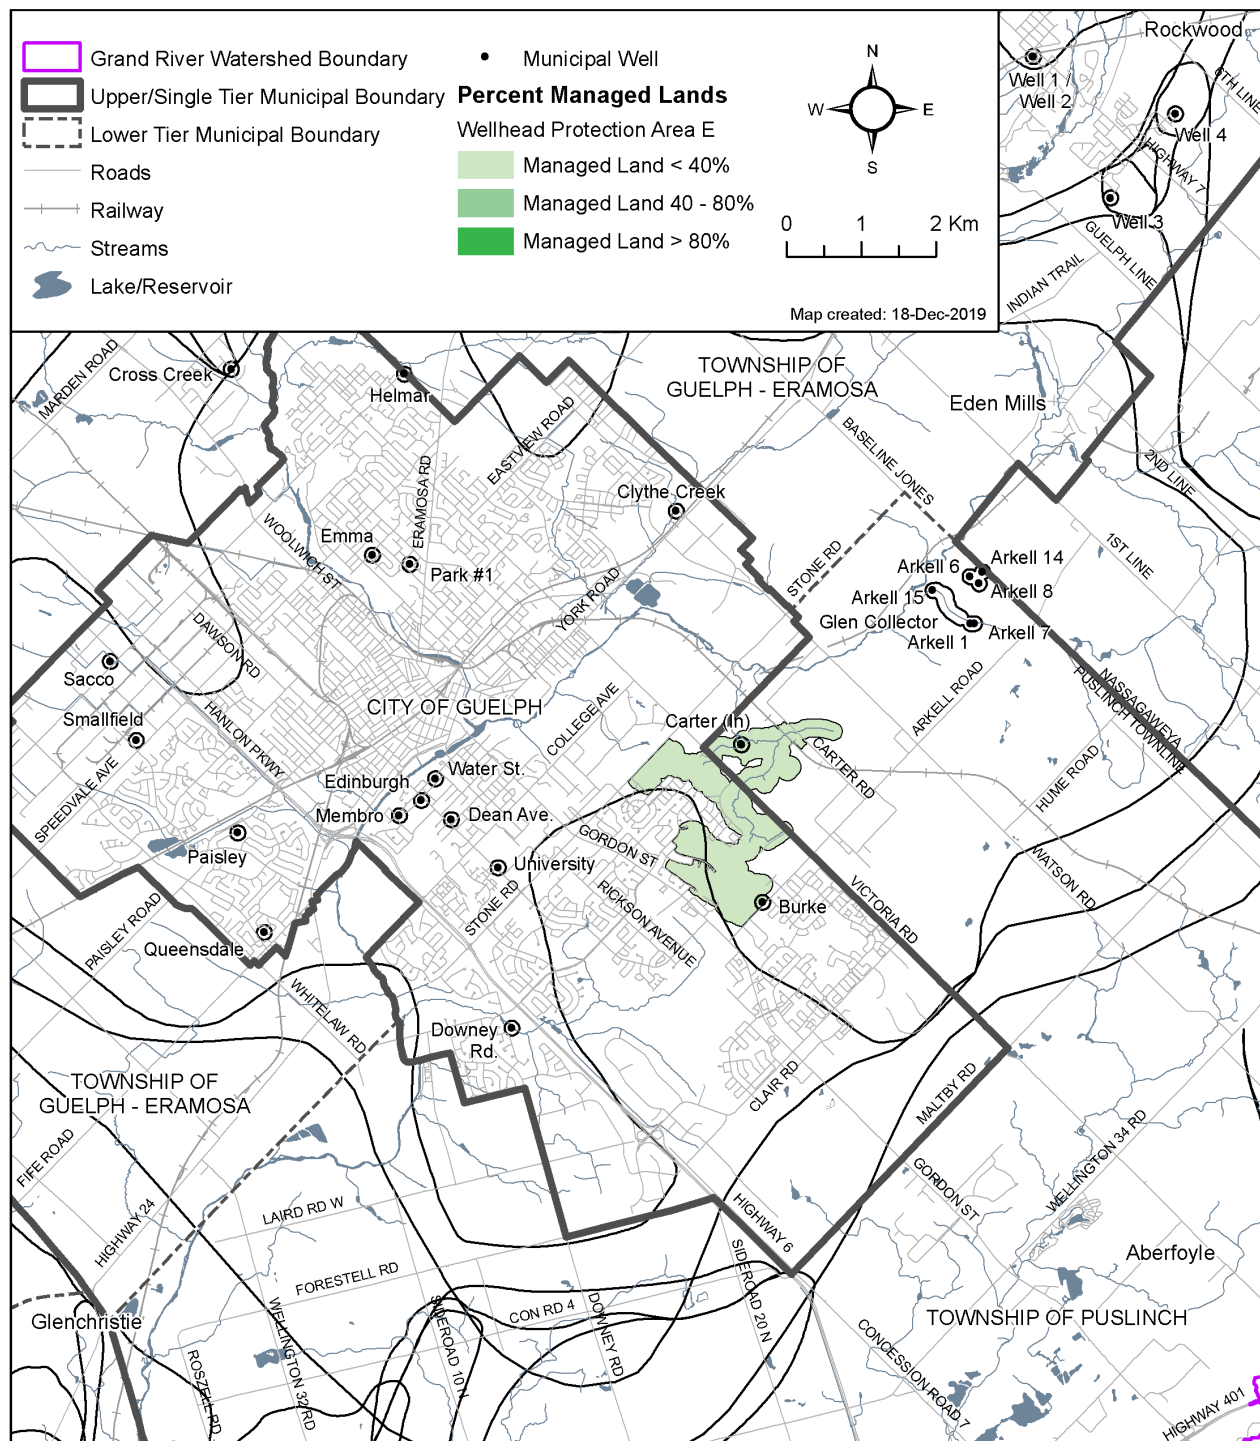 Grand River Watershed Boundary
Upper/Single Tier Municipal Boundary
Lower Tier Municipal Boundary
Roads
Railway
Streams
Lake/Reservoir
Municipal Well
Percent Managed Lands
Wellhead Protection Area E
Managed Land < 40%
Managed Land 40 - 80%
Managed Land > 80%
N
W
E
S
0
1
2 Km
Map created: 18-Dec-2019
Rockwood
Well 1 /
Well 2
6TH LINE
Well 4
HIGHWAY 7
Well 3
GUELPH LINE
INDIAN TRAIL
MARDEN ROAD
Cross Creek
Helmar
TOWNSHIP OF
GUELPH - ERAMOSA
Eden Mills
EASTVIEW ROAD
BASELINE JONES
2ND LINE
ERAMOSA RD
Clythe Creek
WOOLWICH ST
Emma
Park #1
STONE RD
1ST LINE
Arkell 14
Arkell 6
Arkell 8
Arkell 15
Glen Collector
Arkell 7
Arkell 1
YORK ROAD
DAWSON RD
Sacco
Smallfield
HANLON PKWY
CITY OF GUELPH
COLLEGE AVE
Carter (In)
ARKELL ROAD
NASSAGAWEYA
PUSLINCH TOWNLINE
CARTER RD
HUME ROAD
SPEEDVALE AVE
Edinburgh
Water St.
Membro
Dean Ave.
Paisley
GORDON ST
University
WATSON RD
STONE RD
RICKSON AVENUE
Burke
VICTORIA RD
PAISLEY ROAD
Queensdale
WHITELAW RD
Downey
Rd.
TOWNSHIP OF
GUELPH - ERAMOSA
CLAIR RD
MALTBY RD
FIFE ROAD
GORDON ST
WELLINGTON 34 RD
HIGHWAY 24
LAIRD RD W
HIGHWAY 6
Aberfoyle
FORESTELL RD
SIDEROAD 20 N
CON RD 4
DOWNEY RD
SIDEROAD 10 N
WELLINGTON 32 RD
Glenchristie
TOWNSHIP OF PUSLINCH
ROSZELL RD
CONCESSION ROAD 7
HIGHWAY 401